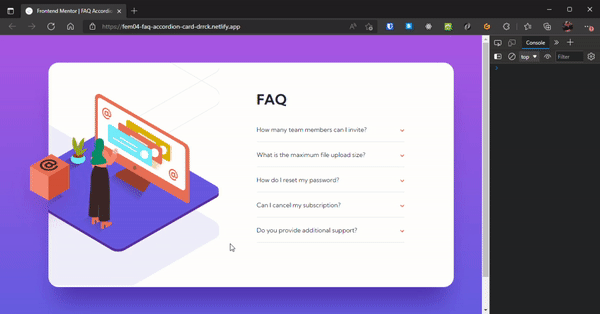 Frontend Mentor | FAQ Accordion
https://fem04-faq-accordion-card-drrck.netlify.app
Console
top
Filter
FAQ
How many team members can I invite?
What is the maximum file upload size?
How do I reset my password?
Can I cancel my subscription?
Do you provide additional support?